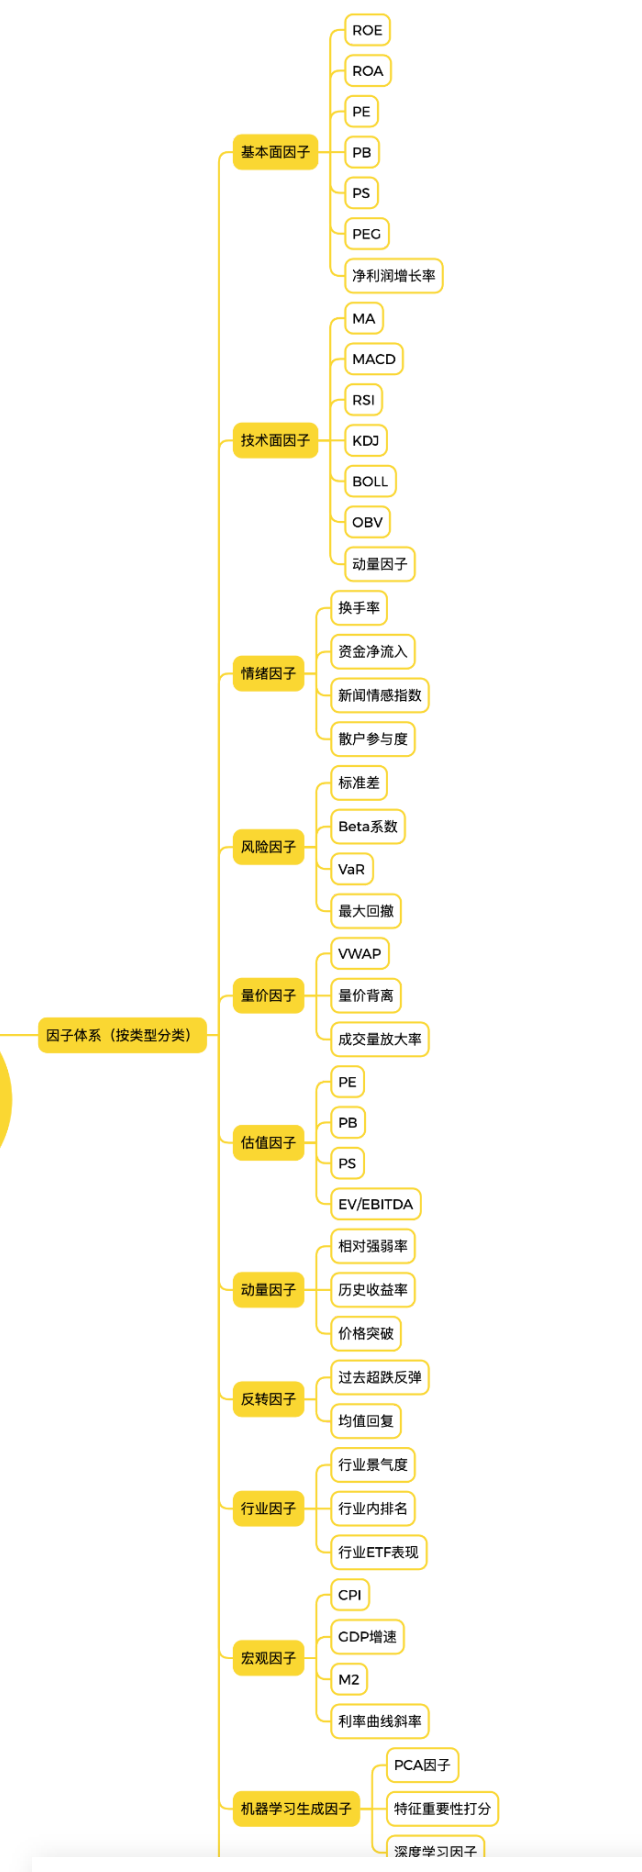 因子体系（按类型分类）
基本面因子
ROE
ROA
PE
PB
PS
PEG
净利润增长率
技术面因子
MA
MACD
RSI
KDJ
BOLL
OBV
动量因子
情绪因子
换手率
资金净流入
新闻情感指数
散户参与度
风险因子
标准差
Beta系数
VaR
最大回撤
量价因子
VWAP
量价背离
成交量放大率
估值因子
PE
PB
PS
EV/EBITDA
动量因子
相对强弱率
历史收益率
价格突破
反转因子
过去超跌反弹
均值回复
行业因子
行业景气度
行业内排名
行业ETF表现
宏观因子
CPI
GDP增速
M2
利率曲线斜率
机器学习生成因子
PCA因子
特征重要性打分
深度学习因子